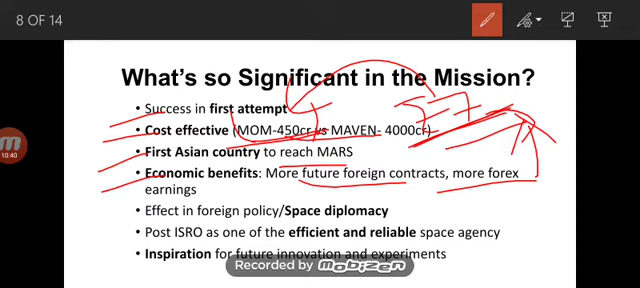 8 OF 14
What's so Significant in the Mission?
• Success in first attempt
• Cost effective (MOM-450cr vs MAVEN- 4000cr)
• First Asian country to reach MARS
• Economic benefits: More future foreign contracts, more forex
earnings
• Effect in foreign policy/Space diplomacy
• Post ISRO as one of the efficient and reliable space agency
• Inspiration for future innovation and experiments
m
10:40
Recorded by mobizen